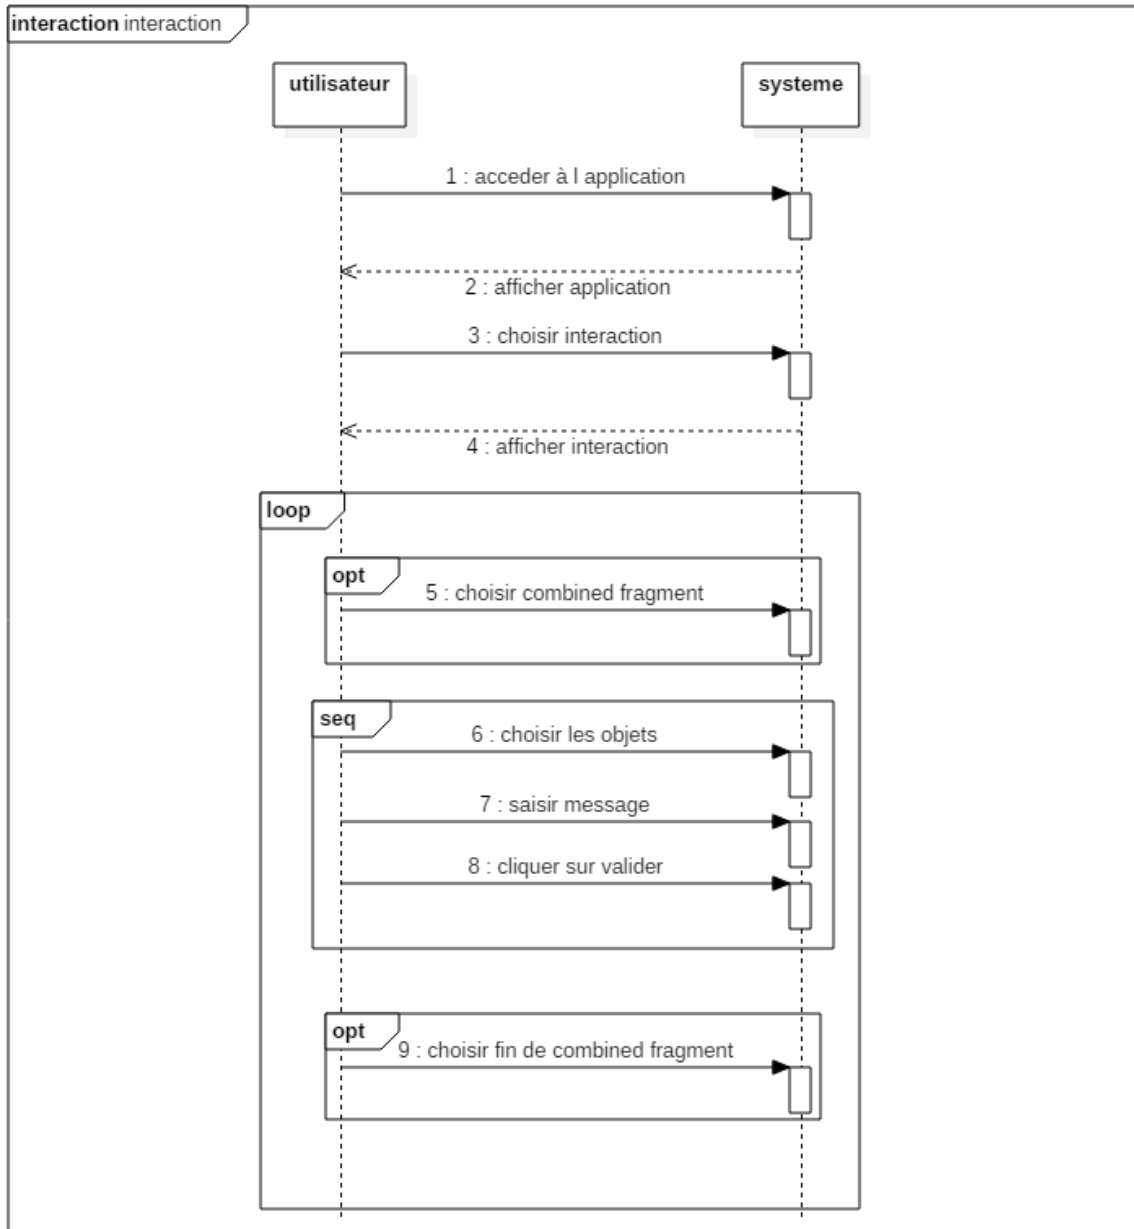 interaction interaction
utilisateur
systeme
1 : acceder à l application
2 : afficher application
3 : choisir interaction
4 : afficher interaction
loop
opt
5 : choisir combined fragment
seq
6 : choisir les objets
7 : saisir message
8 : cliquer sur valider
opt
9 : choisir fin de combined fragment